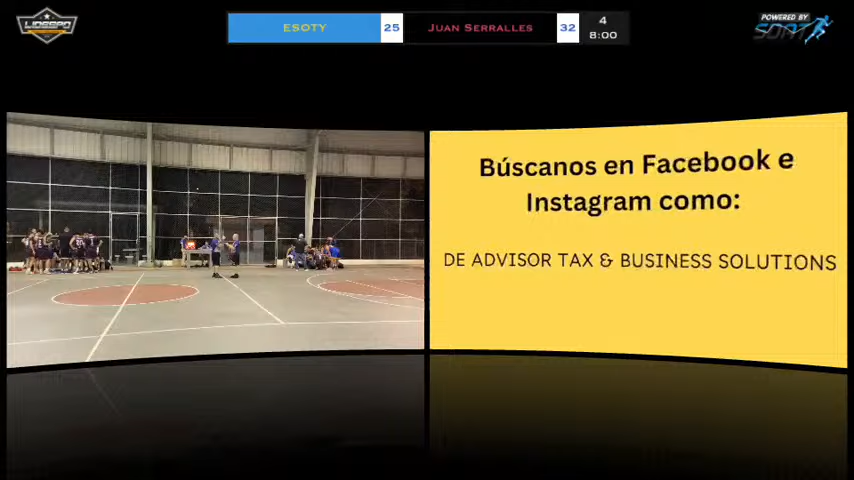 LIDESPO
ESOTY 25 Juan Serralles 32 4
8:00
POWERED BY
Búscanos en Facebook e
Instagram como:
DE ADVISOR TAX & BUSINESS SOLUTIONS